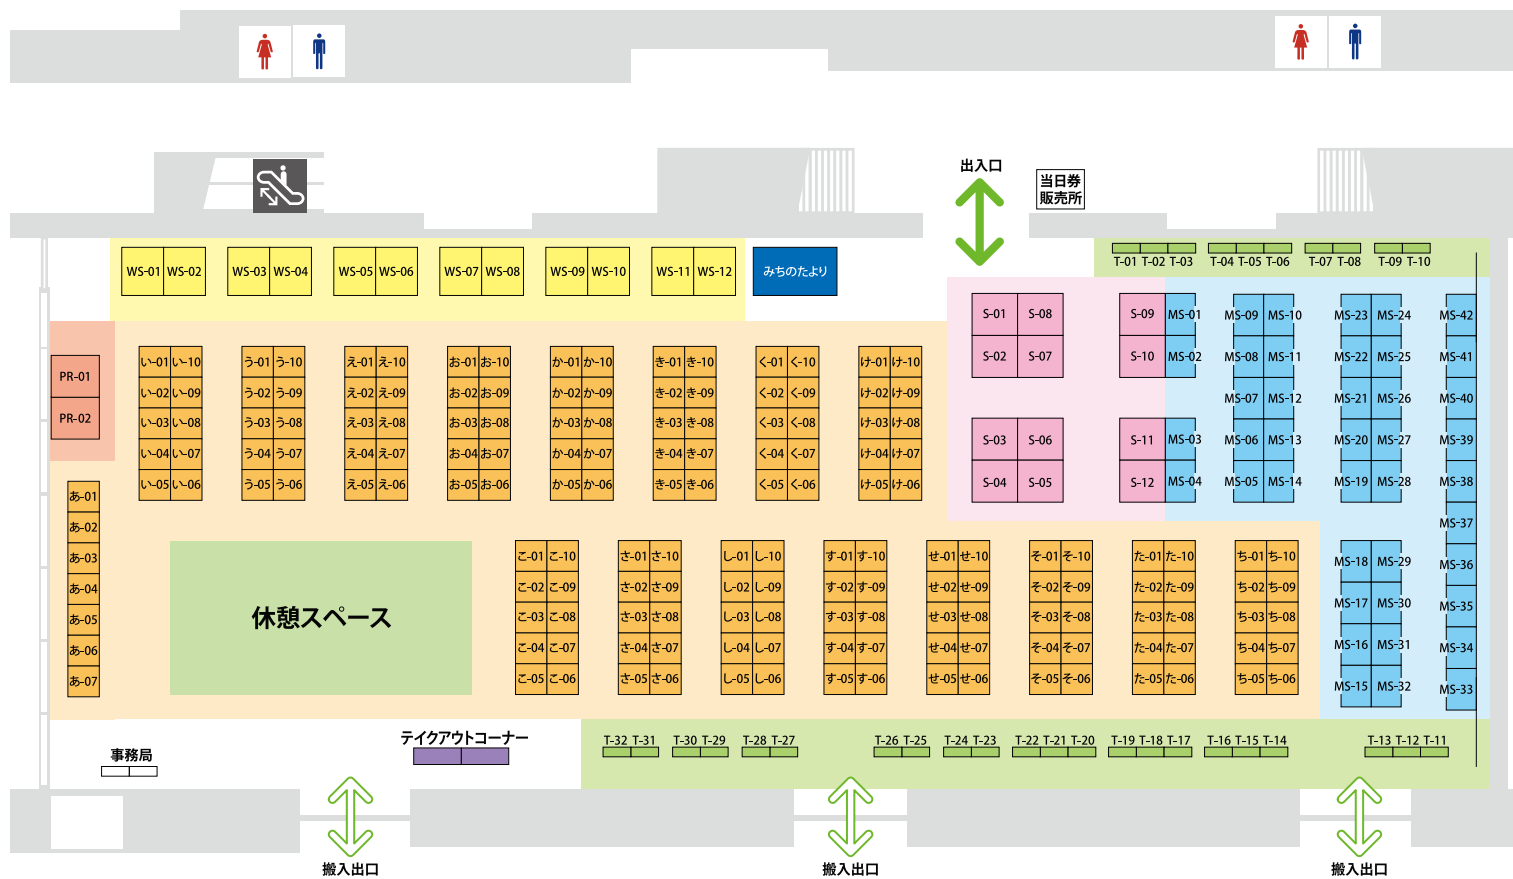 出入口
当日券
販売所
WS-01 WS-02 WS-03 WS-04 WS-05 WS-06 WS-07 WS-08 WS-09 WS-10 WS-11 WS-12 みちのたより
T-01 T-02 T-03 T-04 T-05 T-06 T-07 T-08 T-09 T-10
PR-01
PR-02
い-01 い-10 う-01 う-10 え-01 え-10 お-01 お-10 か-01 か-10 き-01 き-10 く-01 く-10 け-01 け-10
い-02 い-09 う-02 う-09 え-02 え-09 お-02 お-09 か-02 か-09 き-02 き-09 く-02 く-09 け-02 け-09
い-03 い-08 う-03 う-08 え-03 え-08 お-03 お-08 か-03 か-08 き-03 き-08 く-03 く-08 け-03 け-08
い-04 い-07 う-04 う-07 え-04 え-07 お-04 お-07 か-04 か-07 き-04 き-07 く-04 く-07 け-04 け-07
い-05 い-06 う-05 う-06 え-05 え-06 お-05 お-06 か-05 か-06 き-05 き-06 く-05 く-06 け-05 け-06
S-01 S-08 S-09 MS-01 MS-09 MS-10 MS-23 MS-24 MS-42
S-02 S-07 S-10 MS-02 MS-08 MS-11 MS-22 MS-25 MS-41
MS-07 MS-12 MS-21 MS-26 MS-40
S-03 S-06 S-11 MS-03 MS-06 MS-13 MS-20 MS-27 MS-39
S-04 S-05 S-12 MS-04 MS-05 MS-14 MS-19 MS-28 MS-38
MS-37
MS-18 MS-29 MS-36
MS-17 MS-30 MS-35
MS-16 MS-31 MS-34
MS-15 MS-32 MS-33
あ-01
あ-02
あ-03
あ-04
あ-05
あ-06
あ-07
休憩スペース
こ-01 こ-10 さ-01 さ-10 し-01 し-10 す-01 す-10 せ-01 せ-10 そ-01 そ-10 た-01 た-10 ち-01 ち-10
こ-02 こ-09 さ-02 さ-09 し-02 し-09 す-02 す-09 せ-02 せ-09 そ-02 そ-09 た-02 た-09 ち-02 ち-09
こ-03 こ-08 さ-03 さ-08 し-03 し-08 す-03 す-08 せ-03 せ-08 そ-03 そ-08 た-03 た-08 ち-03 ち-08
こ-04 こ-07 さ-04 さ-07 し-04 し-07 す-04 す-07 せ-04 せ-07 そ-04 そ-07 た-04 た-07 ち-04 ち-07
こ-05 こ-06 さ-05 さ-06 し-05 し-06 す-05 す-06 せ-05 せ-06 そ-05 そ-06 た-05 た-06 ち-05 ち-06
事務局
テイクアウトコーナー
T-32 T-31 T-30 T-29 T-28 T-27 T-26 T-25 T-24 T-23 T-22 T-21 T-20 T-19 T-18 T-17 T-16 T-15 T-14 T-13 T-12 T-11
搬入出口 搬入出口 搬入出口